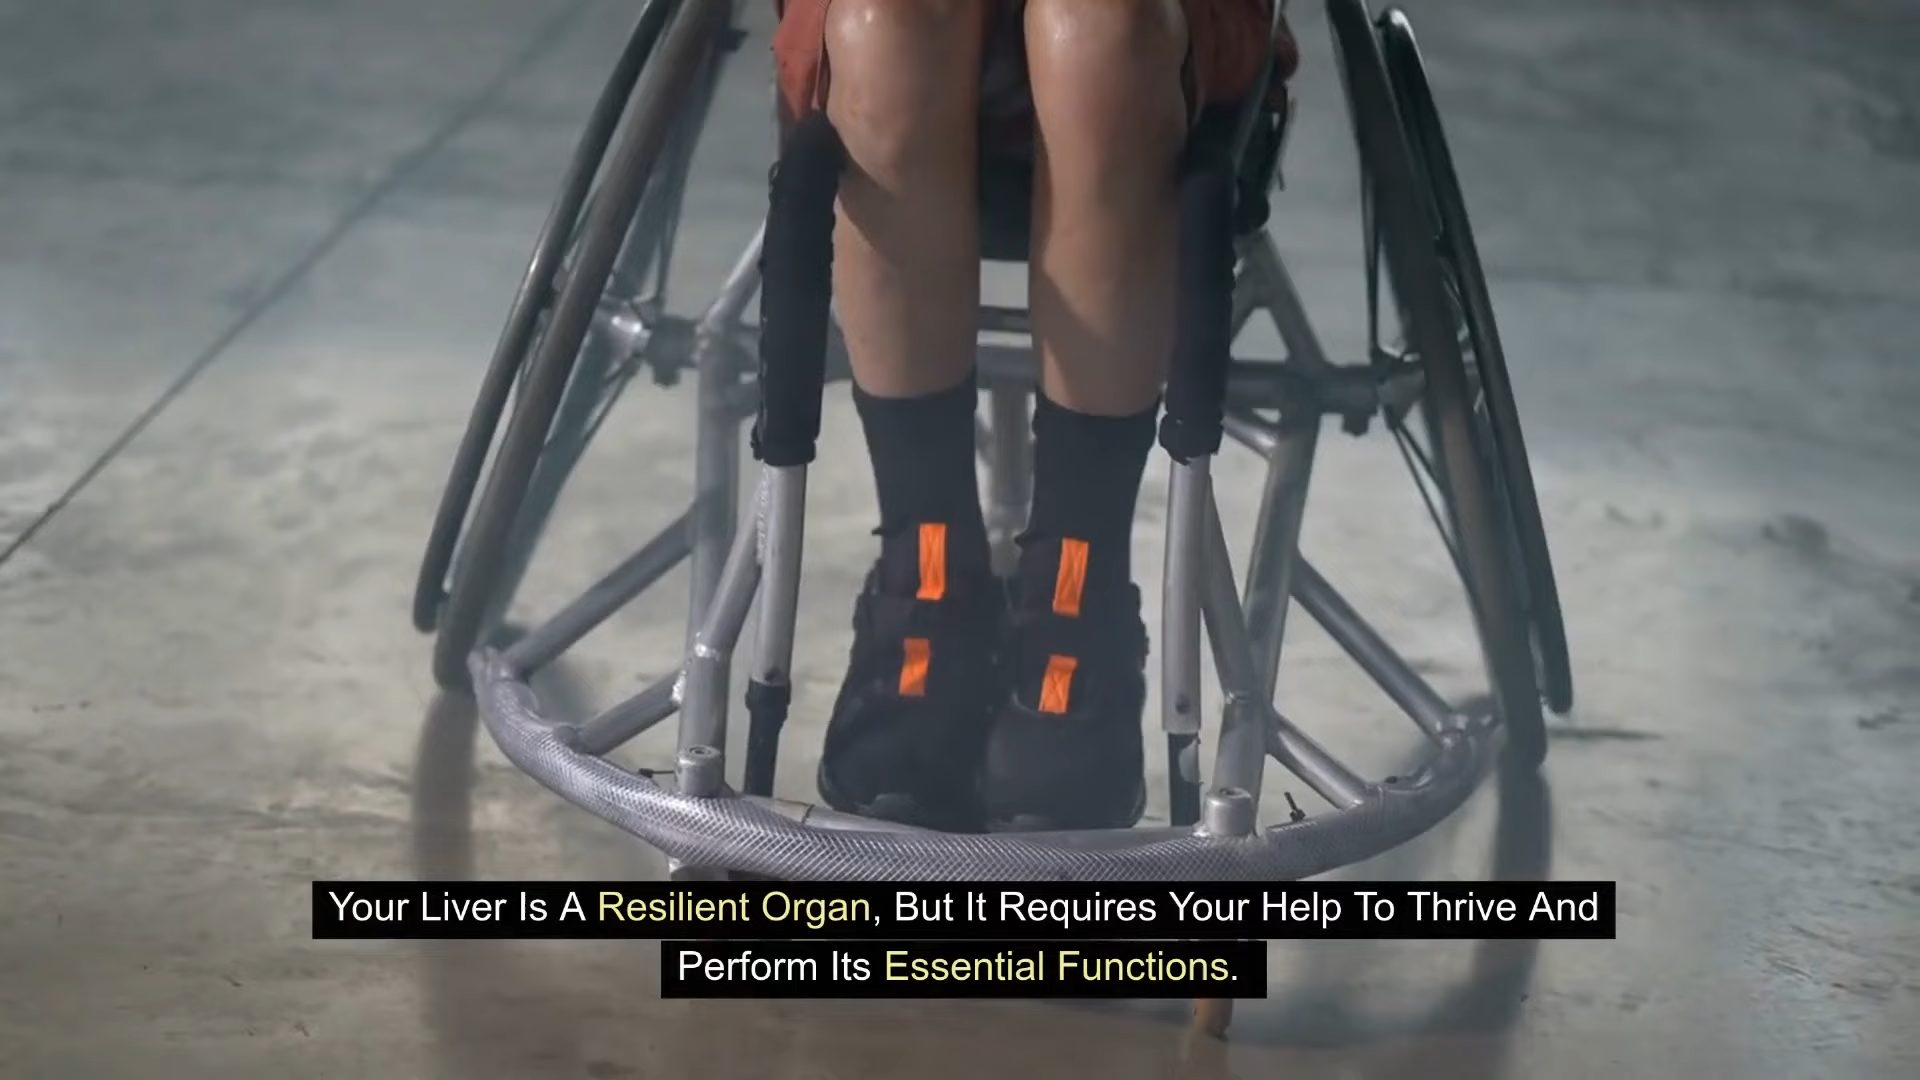 Your Liver Is A Resilient Organ, But It Requires Your Help To Thrive And
Perform Its Essential Functions.